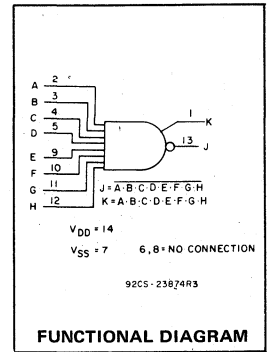 A 2
B 3
C 4
D 5
E 9
F 10
G 11
H 12
1 K
13 J
J = A·B·C·D·E·F·G·H
K = A·B·C·D·E·F·G·H
VDD = 14
VSS = 7 6,8 = NO CONNECTION
92CS-23874R3
FUNCTIONAL DIAGRAM